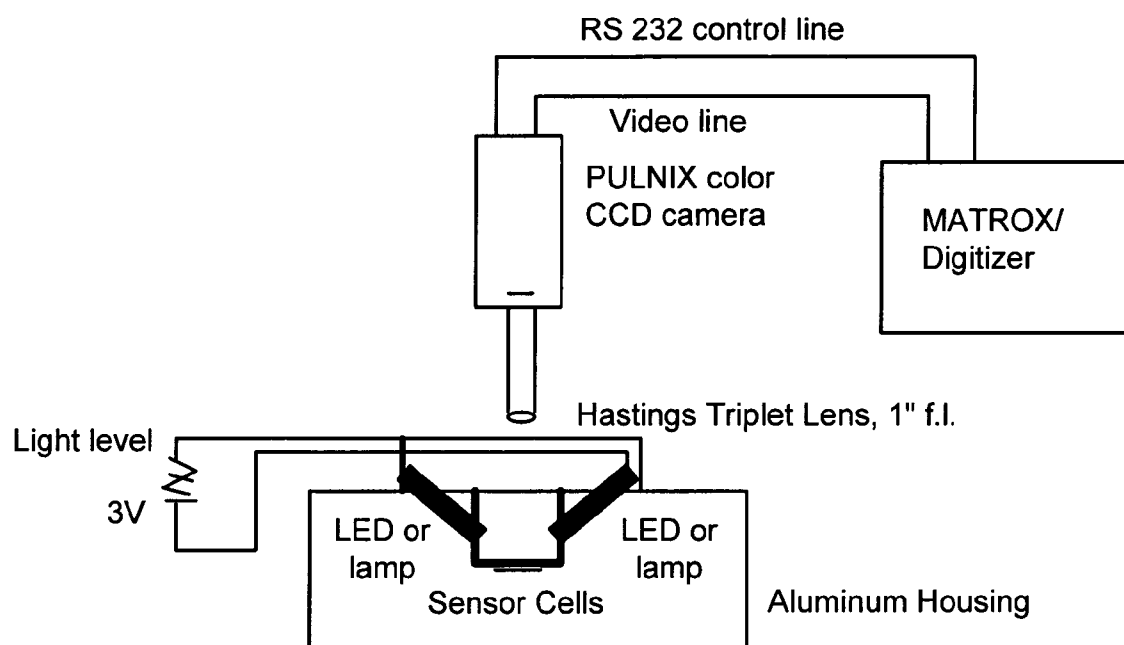 RS 232 control line
Video line
PULNIX color
CCD camera
MATROX/
Digitizer
Hastings Triplet Lens, 1" f.l.
Light level
3V
LED or
lamp
LED or
lamp
Sensor Cells
Aluminum Housing